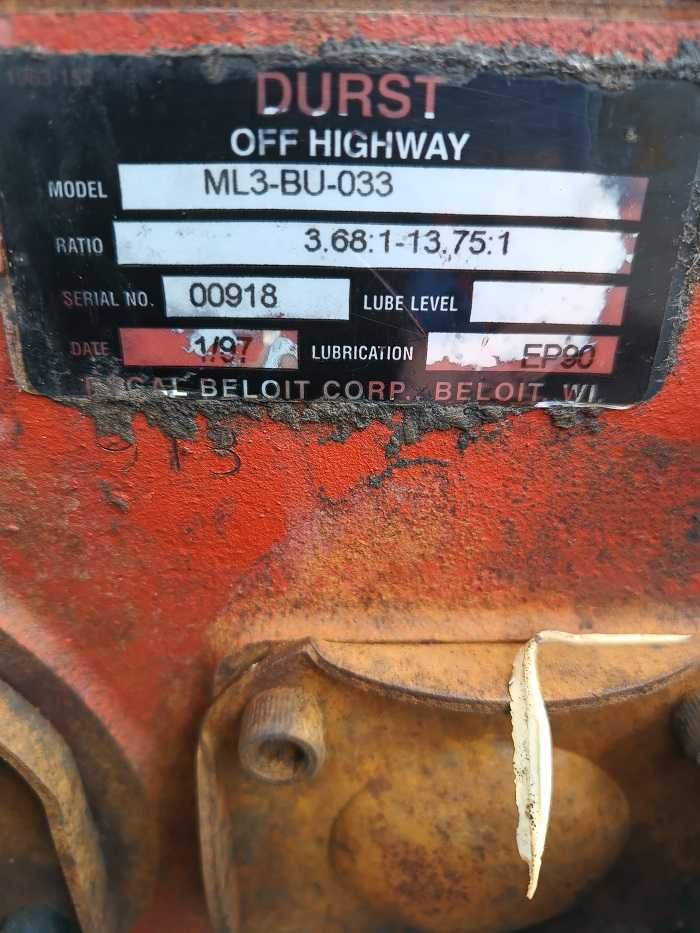 DURST
OFF HIGHWAY
MODEL ML3-BU-033
RATIO 3.68:1-13.75:1
SERIAL NO. 00918 LUBE LEVEL
DATE 1/97 LUBRICATION EP90
BELOIT CORP., BELOIT, WI.